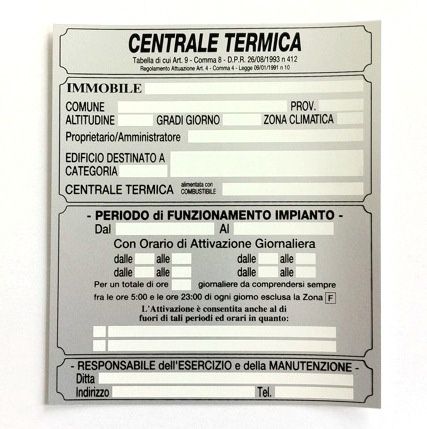 CENTRALE TERMICA
Tabella di cui Art. 9 - Comma 8 - D.P.R. 26/08/1993 n 412
Regolamento Attuazione Art. 4 - Comma 4 - Legge 09/01/1991 n 10
IMMOBILE
COMUNE PROV.
ALTITUDINE GRADI GIORNO ZONA CLIMATICA
Proprietario/Amministratore
EDIFICIO DESTINATO A
CATEGORIA
CENTRALE TERMICA alimentata con
COMBUSTIBILE
- PERIODO di FUNZIONAMENTO IMPIANTO -
Dal Al
Con Orario di Attivazione Giornaliera
dalle alle dalle alle
dalle alle dalle alle
Per un totale di ore giornaliere da comprendersi sempre
fra le ore 5:00 e le ore 23:00 di ogni giorno esclusa la Zona F
L'Attivazione è consentita anche al di
fuori di tali periodi ed orari in quanto:
- RESPONSABILE dell'ESERCIZIO e della MANUTENZIONE -
Ditta
Indirizzo Tel.